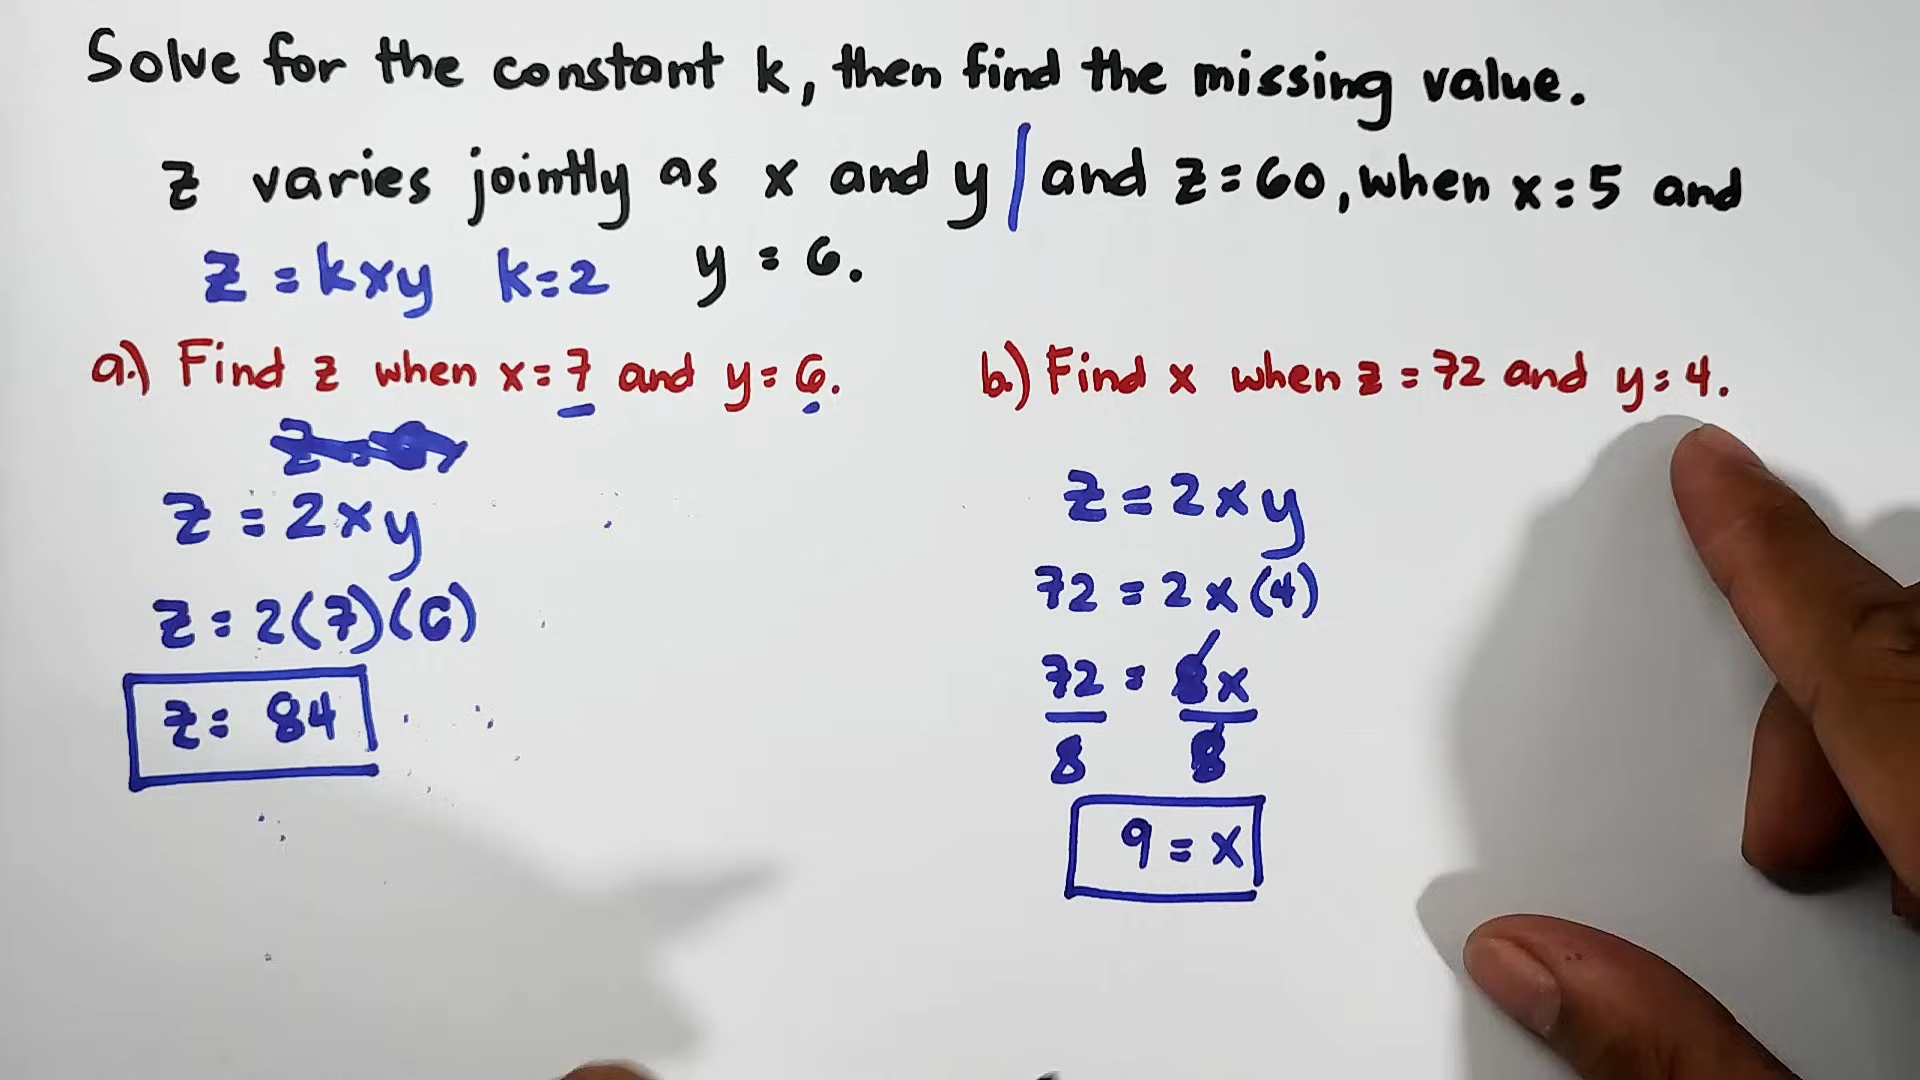 Solve for the constant k, then find the missing value.
z varies jointly as x and y | and z = 60, when x = 5 and
z = kxy k = 2 y = 6.
a.) Find z when x = 7 and y = 6.
z = 2xy
z = 2(7)(6)
z = 84
b.) Find x when z = 72 and y = 4.
z = 2xy
72 = 2x(4)
72 = 8x
8 8
9 = x